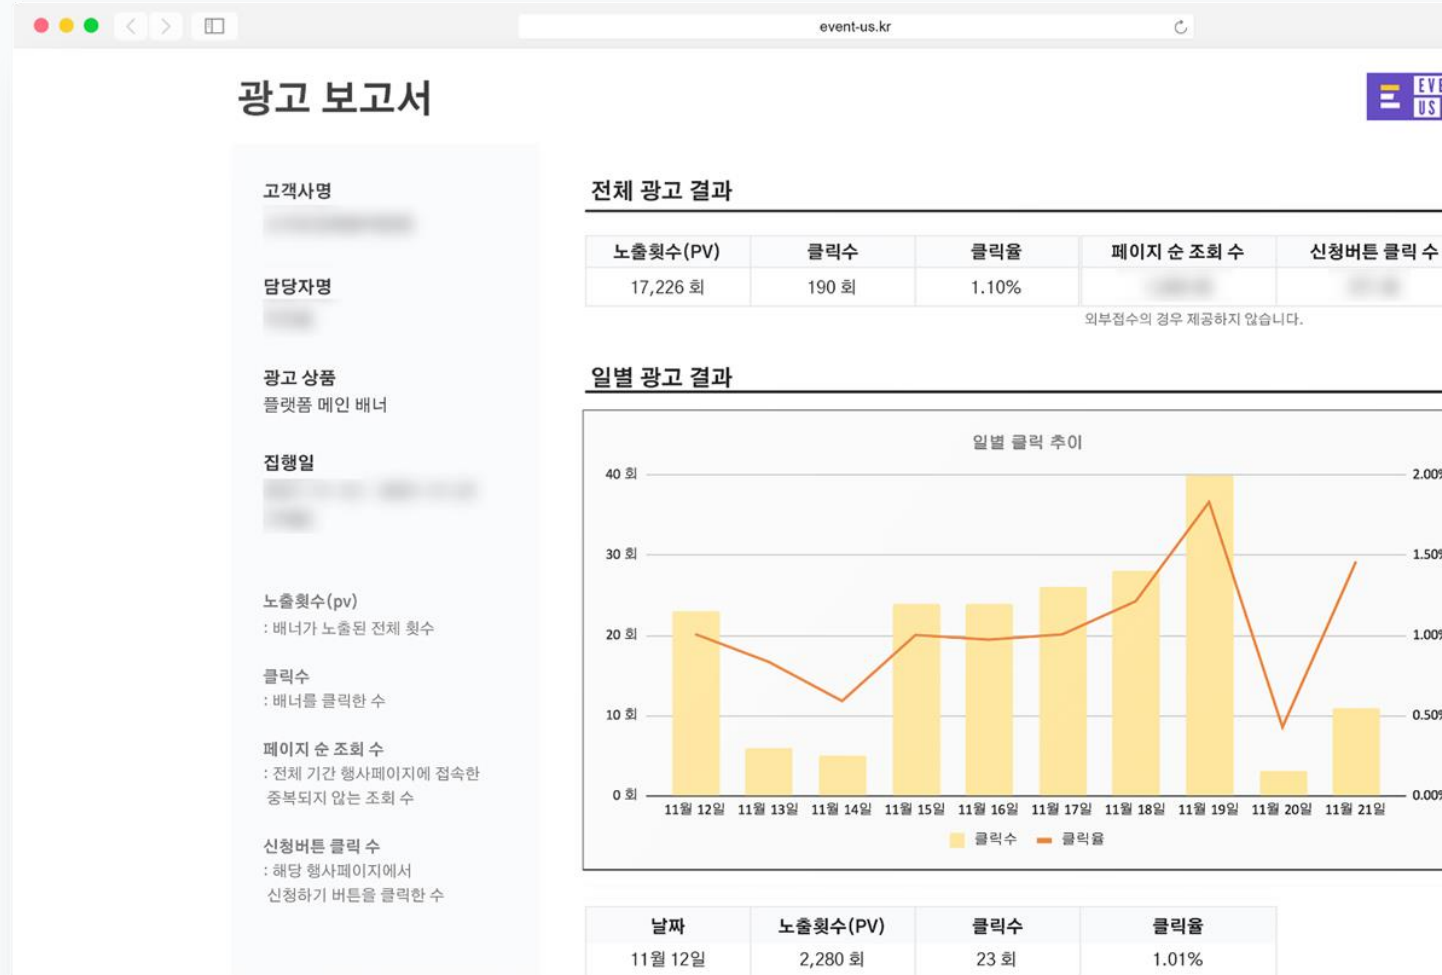 event-us.kr
광고 보고서
EVE
US
고객사명
담당자명
광고 상품
플랫폼 메인 배너
집행일
노출횟수(pv)
: 배너가 노출된 전체 횟수
클릭수
: 배너를 클릭한 수
페이지 순 조회 수
: 전체 기간 행사페이지에 접속한
중복되지 않는 조회 수
신청버튼 클릭 수
: 해당 행사페이지에서
신청하기 버튼을 클릭한 수
전체 광고 결과
노출횟수(PV) 클릭수 클릭율 페이지 순 조회 수 신청버튼 클릭 수
17,226 회 190 회 1.10%
외부접수의 경우 제공하지 않습니다.
일별 광고 결과
일별 클릭 추이
40 회 2.00%
30 회 1.50%
20 회 1.00%
10 회 0.50%
0 회 0.00%
11월 12일 11월 13일 11월 14일 11월 15일 11월 16일 11월 17일 11월 18일 11월 19일 11월 20일 11월 21일
클릭수 클릭율
날짜 노출횟수(PV) 클릭수 클릭율
11월 12일 2,280 회 23 회 1.01%